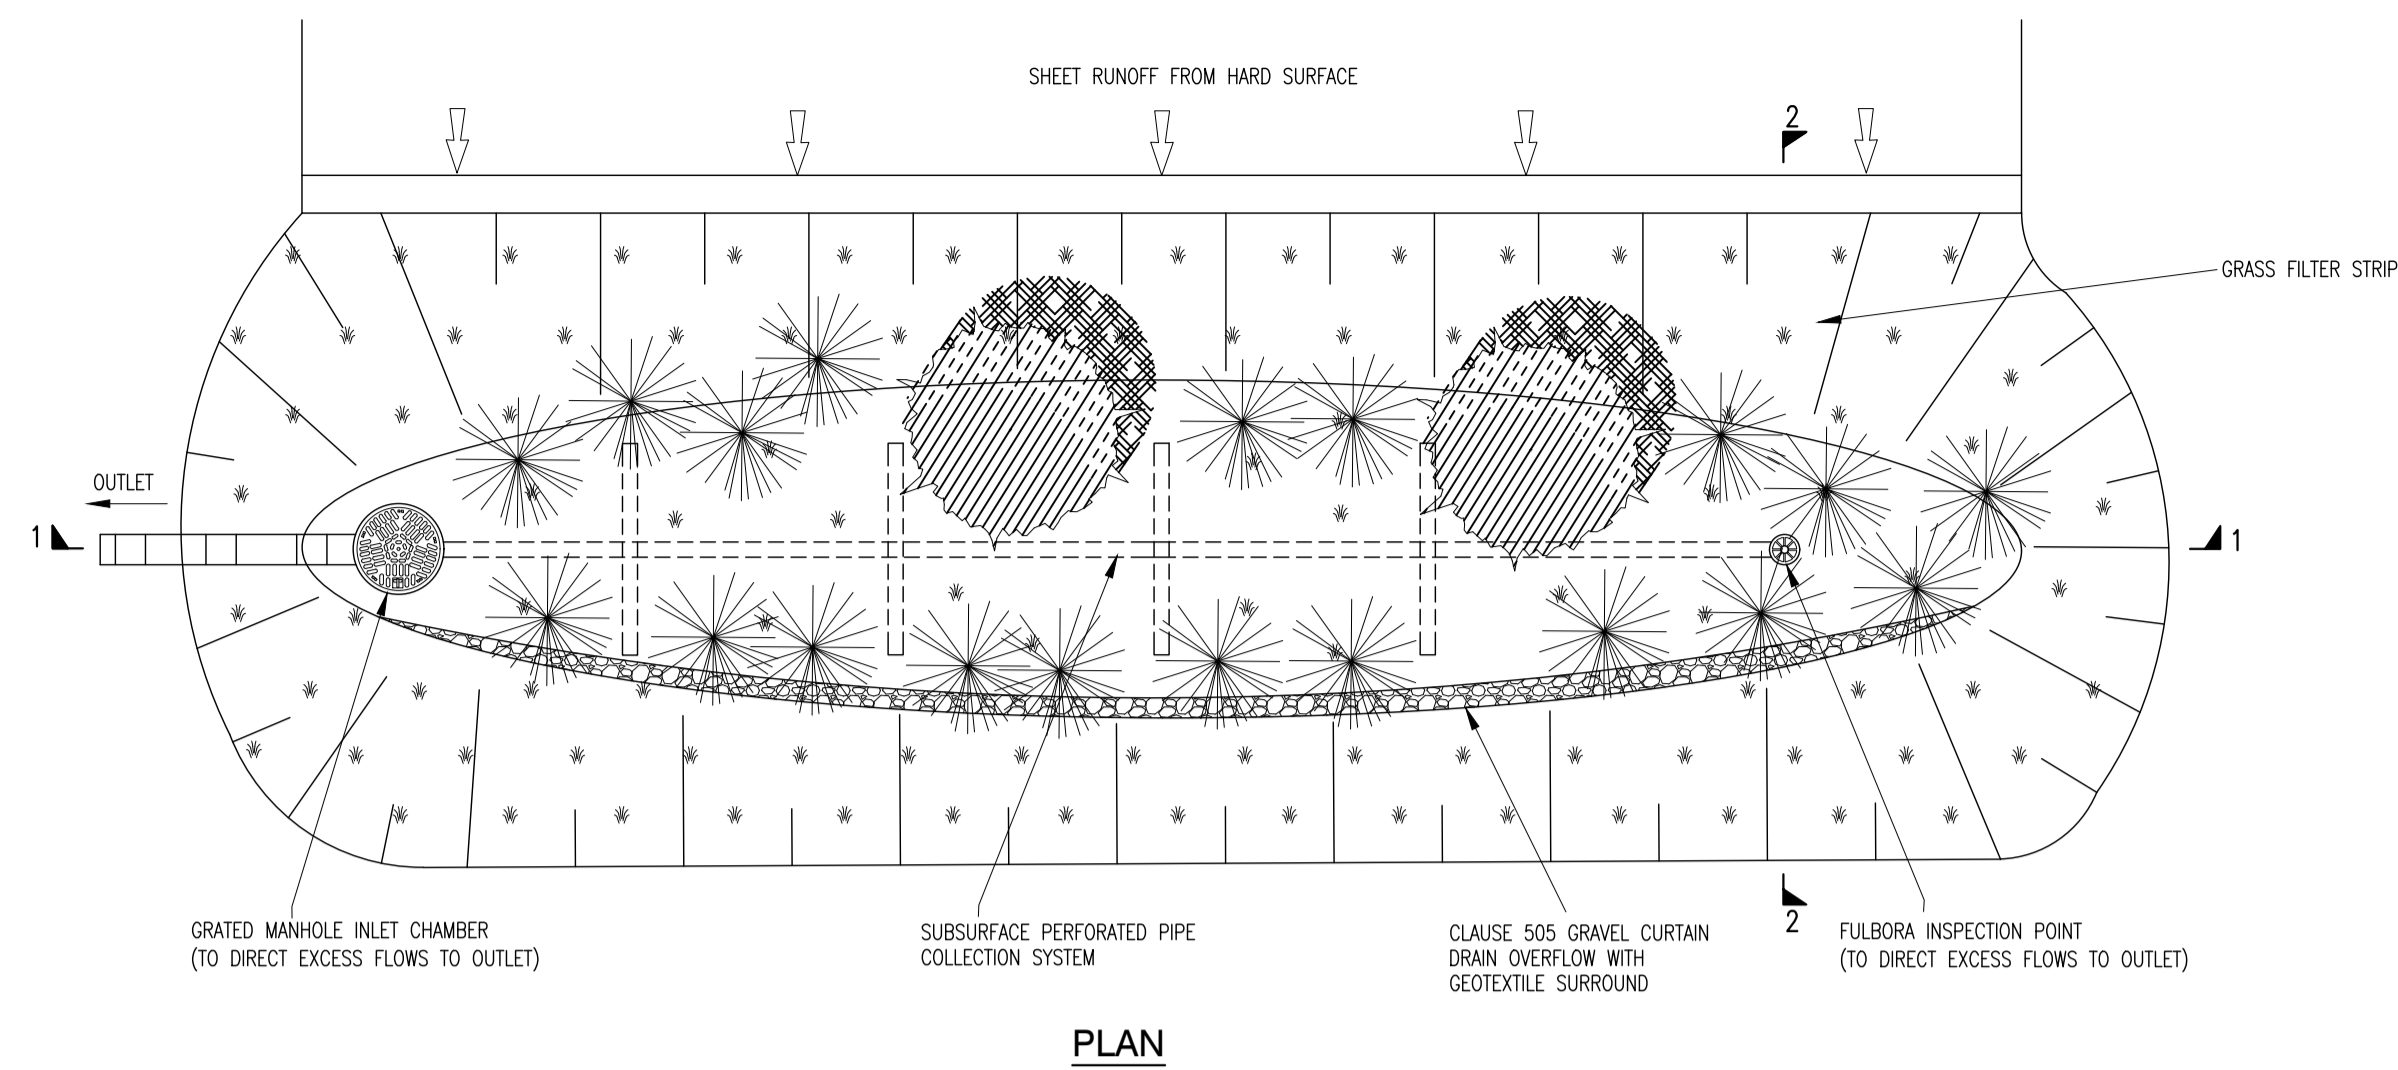 SHEET RUNOFF FROM HARD SURFACE
2
GRASS FILTER STRIP
OUTLET
1
1
GRATED MANHOLE INLET CHAMBER
(TO DIRECT EXCESS FLOWS TO OUTLET)
SUBSURFACE PERFORATED PIPE
COLLECTION SYSTEM
CLAUSE 505 GRAVEL CURTAIN
DRAIN OVERFLOW WITH
GEOTEXTILE SURROUND
2
FULBORA INSPECTION POINT
(TO DIRECT EXCESS FLOWS TO OUTLET)
PLAN